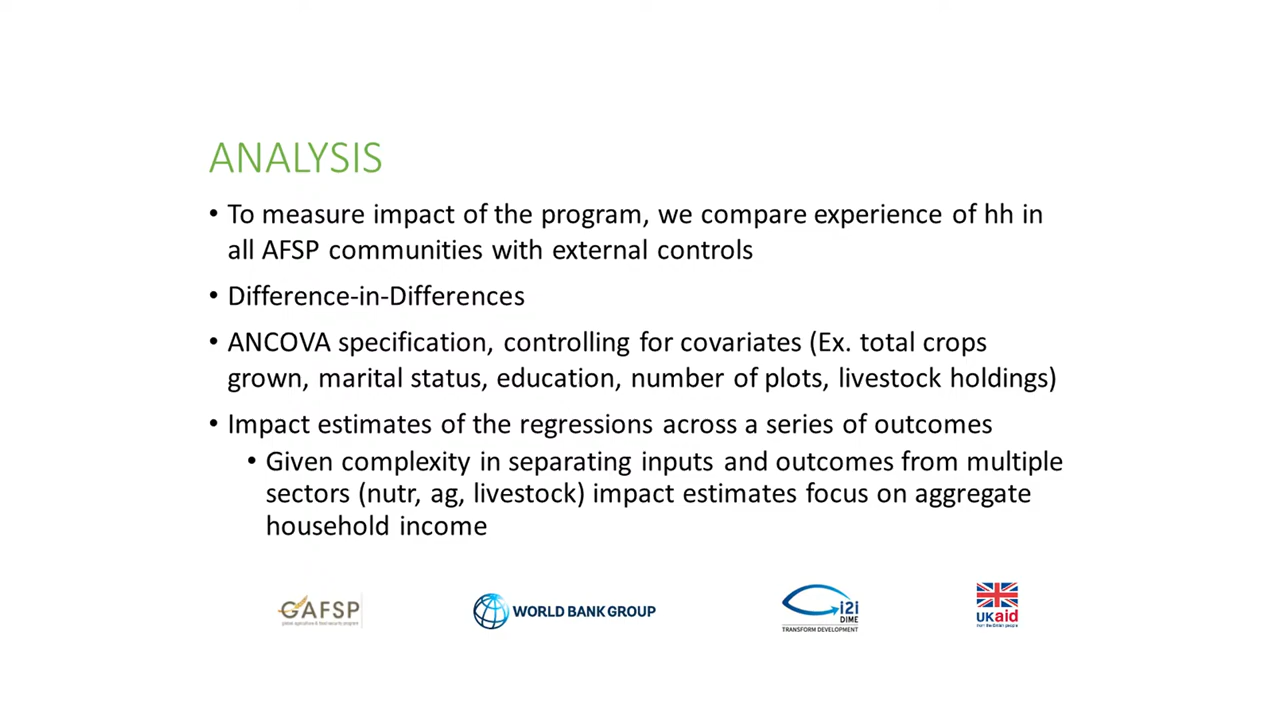 ANALYSIS
• To measure impact of the program, we compare experience of hh in
all AFSP communities with external controls
• Difference-in-Differences
• ANCOVA specification, controlling for covariates (Ex. total crops
grown, marital status, education, number of plots, livestock holdings)
• Impact estimates of the regressions across a series of outcomes
• Given complexity in separating inputs and outcomes from multiple
sectors (nutr, ag, livestock) impact estimates focus on aggregate
household income
GAFSP
WORLD BANK GROUP
i2i
DIME
TRANSFORM DEVELOPMENT
UKaid
from the British people